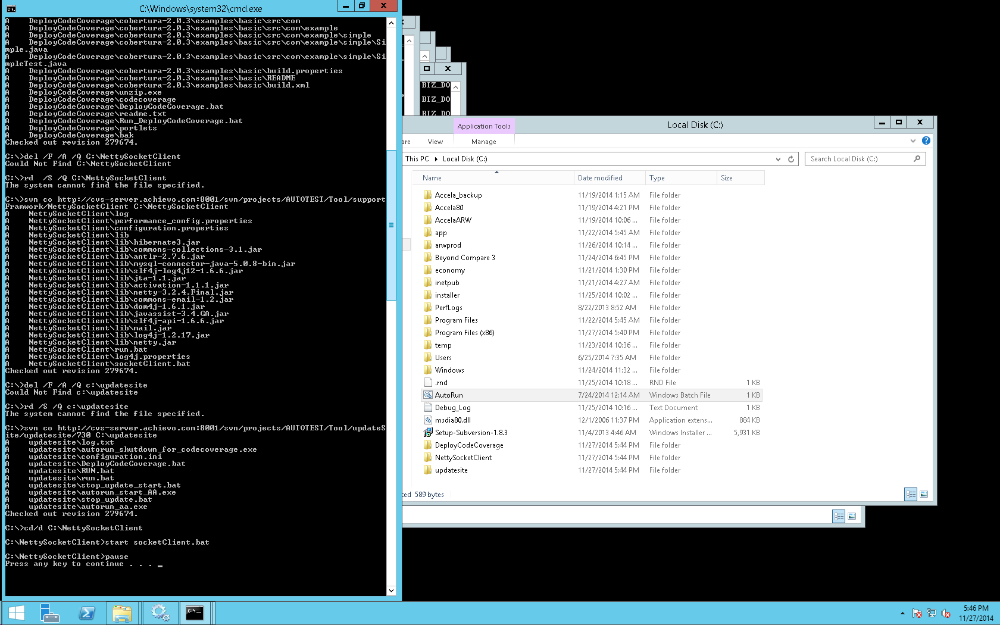 C:\Windows\system32\cmd.exe
A    DeployCodeCoverage\cobertura-2.0.3\examples\basic\src\com
A    DeployCodeCoverage\cobertura-2.0.3\examples\basic\src\com\example
A    DeployCodeCoverage\cobertura-2.0.3\examples\basic\src\com\example\simple
A    DeployCodeCoverage\cobertura-2.0.3\examples\basic\src\com\example\simple\Si
mple.java
A    DeployCodeCoverage\cobertura-2.0.3\examples\basic\src\com\example\simple\Si
mpleTest.java
A    DeployCodeCoverage\cobertura-2.0.3\examples\basic\build.properties
A    DeployCodeCoverage\cobertura-2.0.3\examples\basic\README
A    DeployCodeCoverage\cobertura-2.0.3\examples\basic\build.xml
A    DeployCodeCoverage\unzip.exe
A    DeployCodeCoverage\codecoverage
A    DeployCodeCoverage\DeployCodeCoverage.bat
A    DeployCodeCoverage\readme.txt
A    DeployCodeCoverage\Run_DeployCodeCoverage.bat
A    DeployCodeCoverage\portlets
A    DeployCodeCoverage\bak
Checked out revision 279674.
C:\>del /F /A /Q C:\NettySocketClient
Could Not Find C:\NettySocketClient
C:\>rd  /S /Q C:\NettySocketClient
The system cannot find the file specified.
C:\>svn co http://cvs-server.achievo.com:8001/svn/projects/AUTOTEST/Tool/support
Framwork/NettySocketClient C:\NettySocketClient
A    NettySocketClient\log
A    NettySocketClient\performance_config.properties
A    NettySocketClient\configuration.properties
A    NettySocketClient\lib
A    NettySocketClient\lib\hibernate3.jar
A    NettySocketClient\lib\commons-collections-3.1.jar
A    NettySocketClient\lib\antlr-2.7.6.jar
A    NettySocketClient\lib\mysql-connector-java-5.0.8-bin.jar
A    NettySocketClient\lib\slf4j-log4j12-1.6.6.jar
A    NettySocketClient\lib\jta-1.1.jar
A    NettySocketClient\lib\activation-1.1.1.jar
A    NettySocketClient\lib\netty-3.2.4.Final.jar
A    NettySocketClient\lib\commons-email-1.2.jar
A    NettySocketClient\lib\dom4j-1.6.1.jar
A    NettySocketClient\lib\javassist-3.4.GA.jar
A    NettySocketClient\lib\slf4j-api-1.6.6.jar
A    NettySocketClient\lib\mail.jar
A    NettySocketClient\lib\log4j-1.2.17.jar
A    NettySocketClient\lib\netty.jar
A    NettySocketClient\run.bat
A    NettySocketClient\log4j.properties
A    NettySocketClient\socketClient.bat
Checked out revision 279674.
C:\>del /F /A /Q c:\updatesite
Could Not Find c:\updatesite
C:\>rd /S /Q c:\updatesite
The system cannot find the file specified.
C:\>svn co http://cvs-server.achievo.com:8001/svn/projects/AUTOTEST/Tool/updateS
ite/updatesite/730 C:\updatesite
A    updatesite\log.txt
A    updatesite\autorun_shutdown_for_codecoverage.exe
A    updatesite\configuration.ini
A    updatesite\DeployCodeCoverage.bat
A    updatesite\RUN.bat
A    updatesite\run.bat
A    updatesite\stop_update_start.bat
A    updatesite\autorun_start_AA.exe
A    updatesite\stop_update.bat
A    updatesite\autorun_aa.exe
Checked out revision 279674.
C:\>cd/d C:\NettySocketClient
C:\NettySocketClient>start socketClient.bat
C:\NettySocketClient>pause
Press any key to continue . . . _
BIZ_DO
BIZ_DO
BIZ_DO
Application Tools
Local Disk (C:)
are View Manage
This PC Local Disk (C:)
Search Local Disk (C:)
Name Date modified Type Size
Accela_backup 11/19/2014 1:15 AM File folder
Accela80 11/19/2014 4:21 PM File folder
AccelaARW 11/19/2014 10:06 ... File folder
app 11/22/2014 5:45 AM File folder
arwprod 11/26/2014 10:14 ... File folder
Beyond Compare 3 11/24/2014 6:45 PM File folder
economy 11/21/2014 1:30 PM File folder
inetpub 11/21/2014 4:27 AM File folder
installer 11/25/2014 10:02 ... File folder
PerfLogs 8/22/2013 8:52 AM File folder
Program Files 11/22/2014 5:45 AM File folder
Program Files (x86) 11/27/2014 5:40 PM File folder
temp 11/23/2014 10:36 ... File folder
Users 6/25/2014 7:35 AM File folder
Windows 11/24/2014 11:32 ... File folder
.rnd 11/25/2014 10:18 ... RND File 1 KB
AutoRun 7/24/2014 12:14 AM Windows Batch File 1 KB
Debug_Log 11/25/2014 10:16 ... Text Document 1 KB
msdia80.dll 12/1/2006 11:37 PM Application extens... 884 KB
Setup-Subversion-1.8.3 11/4/2013 4:46 AM Windows Installer ... 5,931 KB
DeployCodeCoverage 11/27/2014 5:44 PM File folder
NettySocketClient 11/27/2014 5:44 PM File folder
updatesite 11/27/2014 5:44 PM File folder
ced 589 bytes
5:46 PM
11/27/2014